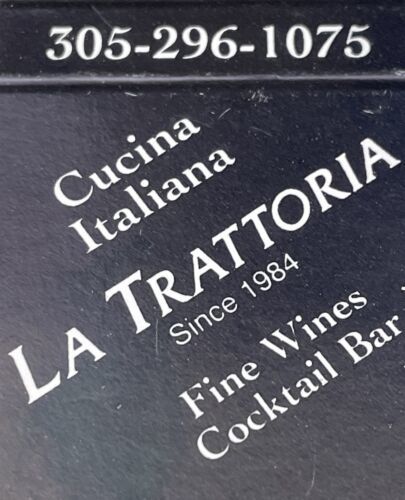 305-296-1075
Cucina
Italiana
LA TRATTORIA
Since 1984
Fine Wines
Cocktail Bar